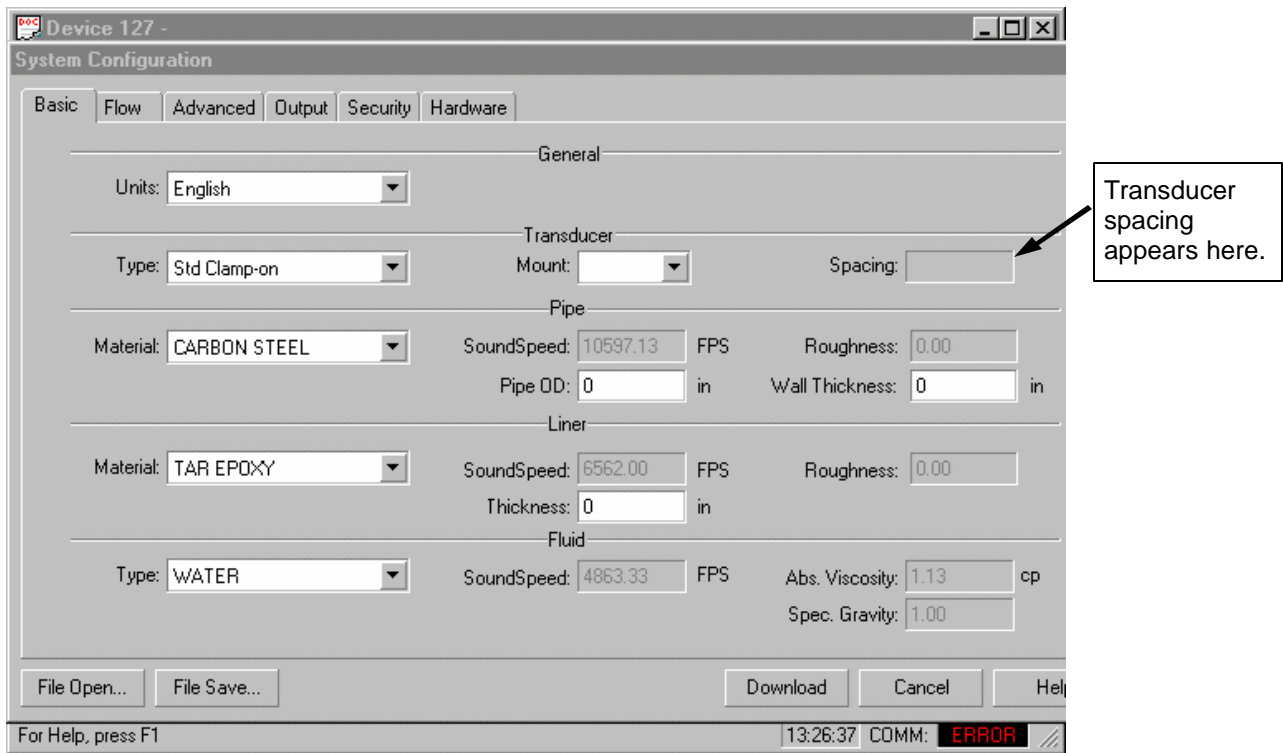 Device 127 -
System Configuration
Basic Flow Advanced Output Security Hardware
General
Units: English
Transducer
Type: Std Clamp-on Mount: Spacing:
Transducer
spacing
appears here.
Pipe
Material: CARBON STEEL SoundSpeed: 10597.13 FPS Roughness: 0.00
Pipe OD: 0 in Wall Thickness: 0 in
Liner
Material: TAR EPOXY SoundSpeed: 6562.00 FPS Roughness: 0.00
Thickness: 0 in
Fluid
Type: WATER SoundSpeed: 4863.33 FPS Abs. Viscosity: 1.13 cp
Spec. Gravity: 1.00
File Open... File Save... Download Cancel Help
For Help, press F1 13:26:37 COMM: ERROR